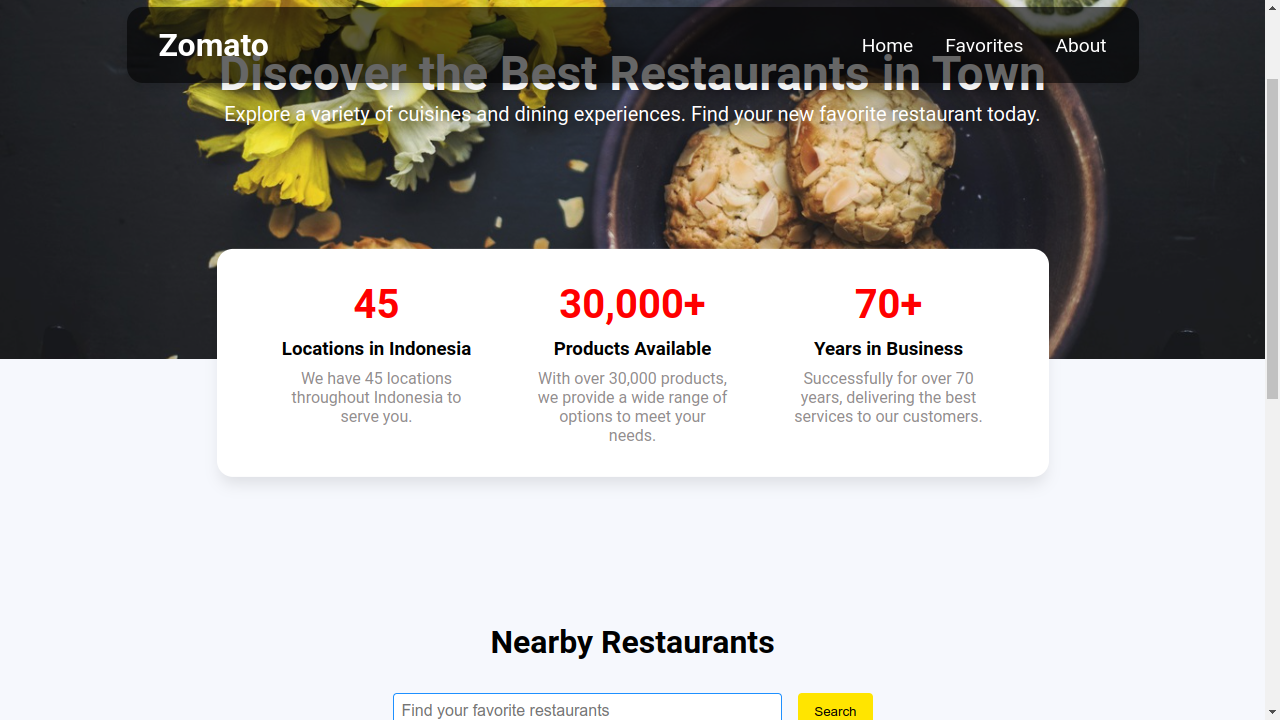 Zomato
Home
Favorites
About
Discover the Best Restaurants in Town
Explore a variety of cuisines and dining experiences. Find your new favorite restaurant today.
45
Locations in Indonesia
We have 45 locations
throughout Indonesia to
serve you.
30,000+
Products Available
With over 30,000 products,
we provide a wide range of
options to meet your
needs.
70+
Years in Business
Successfully for over 70
years, delivering the best
services to our customers.
Nearby Restaurants
Find your favorite restaurants
Search